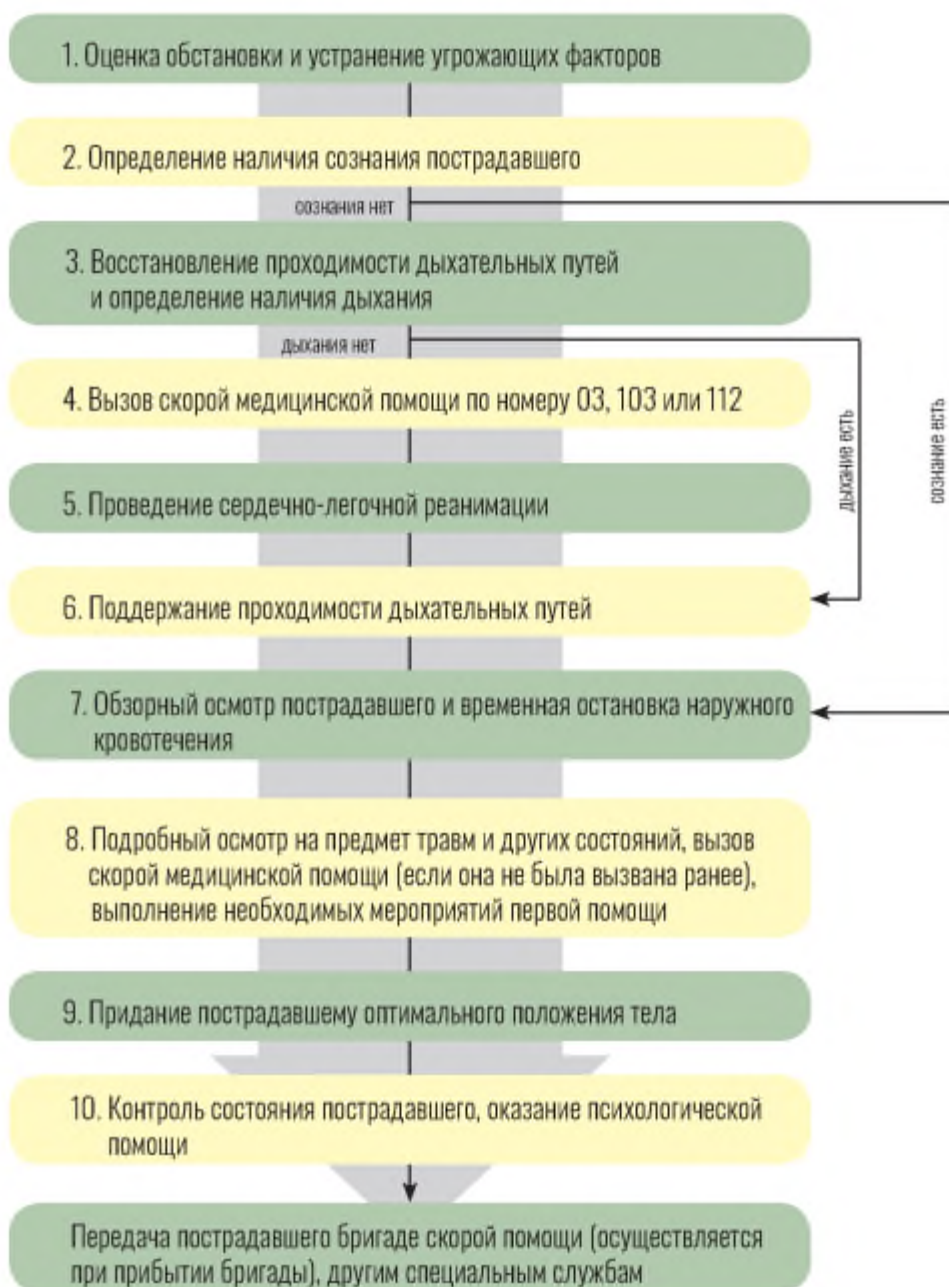 1. Оценка обстановки и устранение угрожающих факторов
2. Определение наличия сознания пострадавшего
сознания нет
3. Восстановление проходимости дыхательных путей
и определение наличия дыхания
дыхания нет
4. Вызов скорой медицинской помощи по номеру 03, 103 или 112
дыхание есть
сознание есть
5. Проведение сердечно-легочной реанимации
6. Поддержание проходимости дыхательных путей
7. Обзорный осмотр пострадавшего и временная остановка наружного
кровотечения
8. Подробный осмотр на предмет травм и других состояний, вызов
скорой медицинской помощи (если она не была вызвана ранее),
выполнение необходимых мероприятий первой помощи
9. Придание пострадавшему оптимального положения тела
10. Контроль состояния пострадавшего, оказание психологической
помощи
Передача пострадавшего бригаде скорой помощи (осуществляется
при прибытии бригады), другим специальным службам